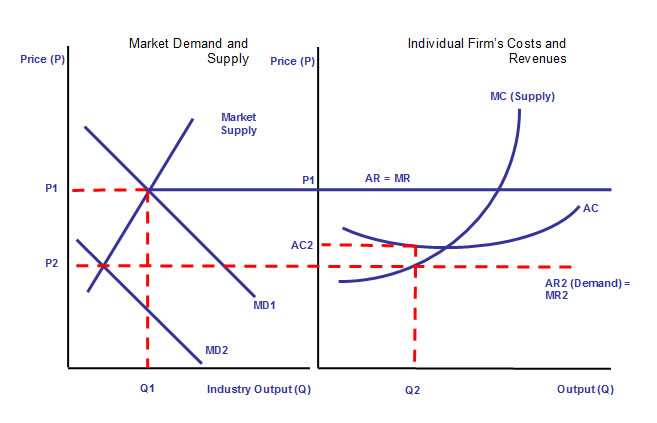 Market Demand and
Supply
Individual Firm's Costs and
Revenues
Price (P)
Price (P)
MC (Supply)
Market
Supply
P1
P1
AR = MR
AC
AC2
P2
AR2 (Demand) =
MR2
MD1
MD2
Q1
Industry Output (Q)
Q2
Output (Q)